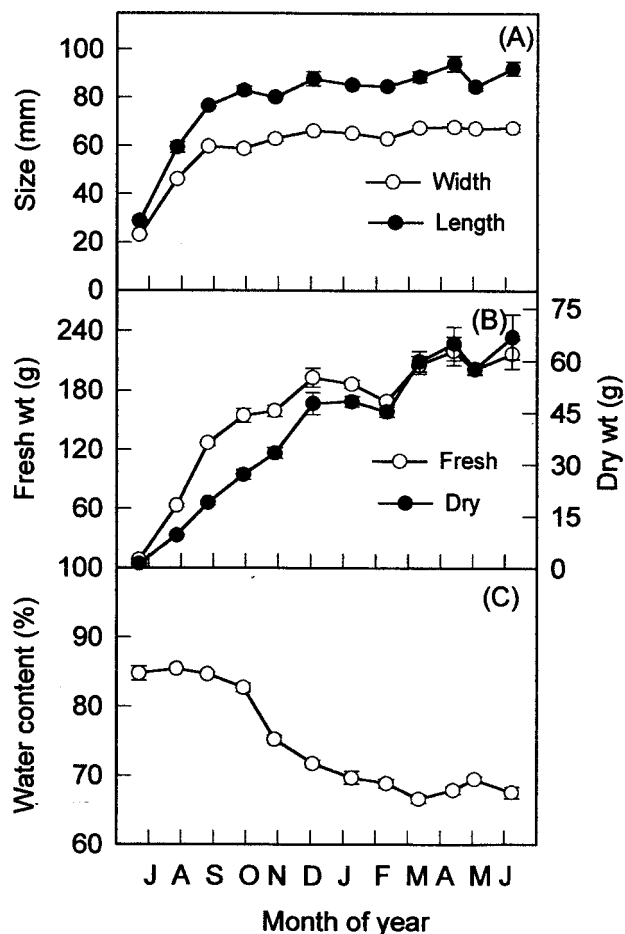 (A)
100
80
60
40
20
0
Size (mm)
Width
Length
(B)
240
180
120
60
Fresh wt (g)
75
60
45
30
15
0
Dry wt (g)
Fresh
Dry
(C)
100
90
80
70
60
Water content (%)
J A S O N D J F M A M J
Month of year